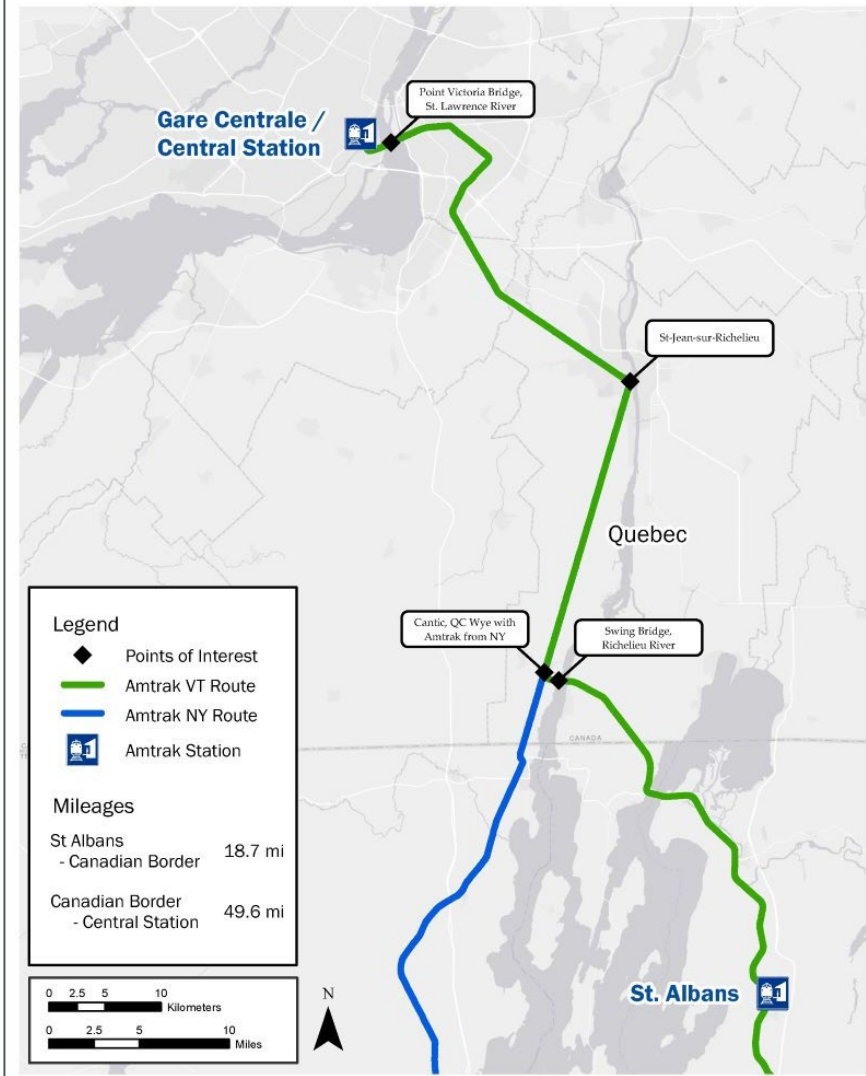 Point Victoria Bridge,
St. Lawrence River
Gare Centrale /
Central Station
St-Jean-sur-Richelieu
Quebec
Cantic, QC Wye with
Amtrak from NY
Swing Bridge,
Richelieu River
CANADA
Legend
Points of Interest
Amtrak VT Route
Amtrak NY Route
Amtrak Station
Mileages
St Albans
- Canadian Border 18.7 mi
Canadian Border
- Central Station 49.6 mi
St. Albans
0 2.5 5 10
Kilometers
0 2.5 5 10
Miles
N